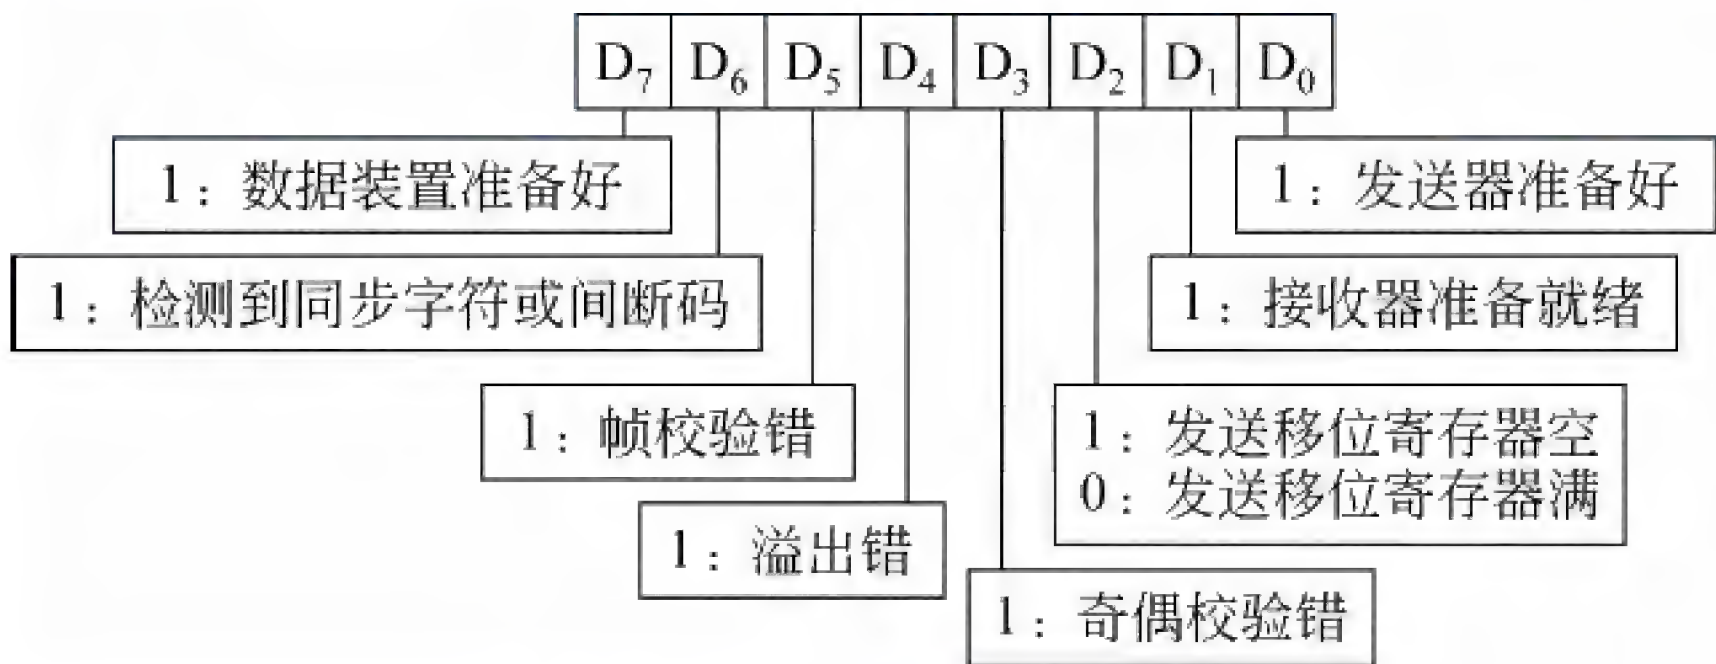 D₇ D₆ D₅ D₄ D₃ D₂ D₁ D₀
1：数据装置准备好
1：发送器准备好
1：检测到同步字符或间断码
1：接收器准备就绪
1：帧校验错
1：发送移位寄存器空
0：发送移位寄存器满
1：溢出错
1：奇偶校验错